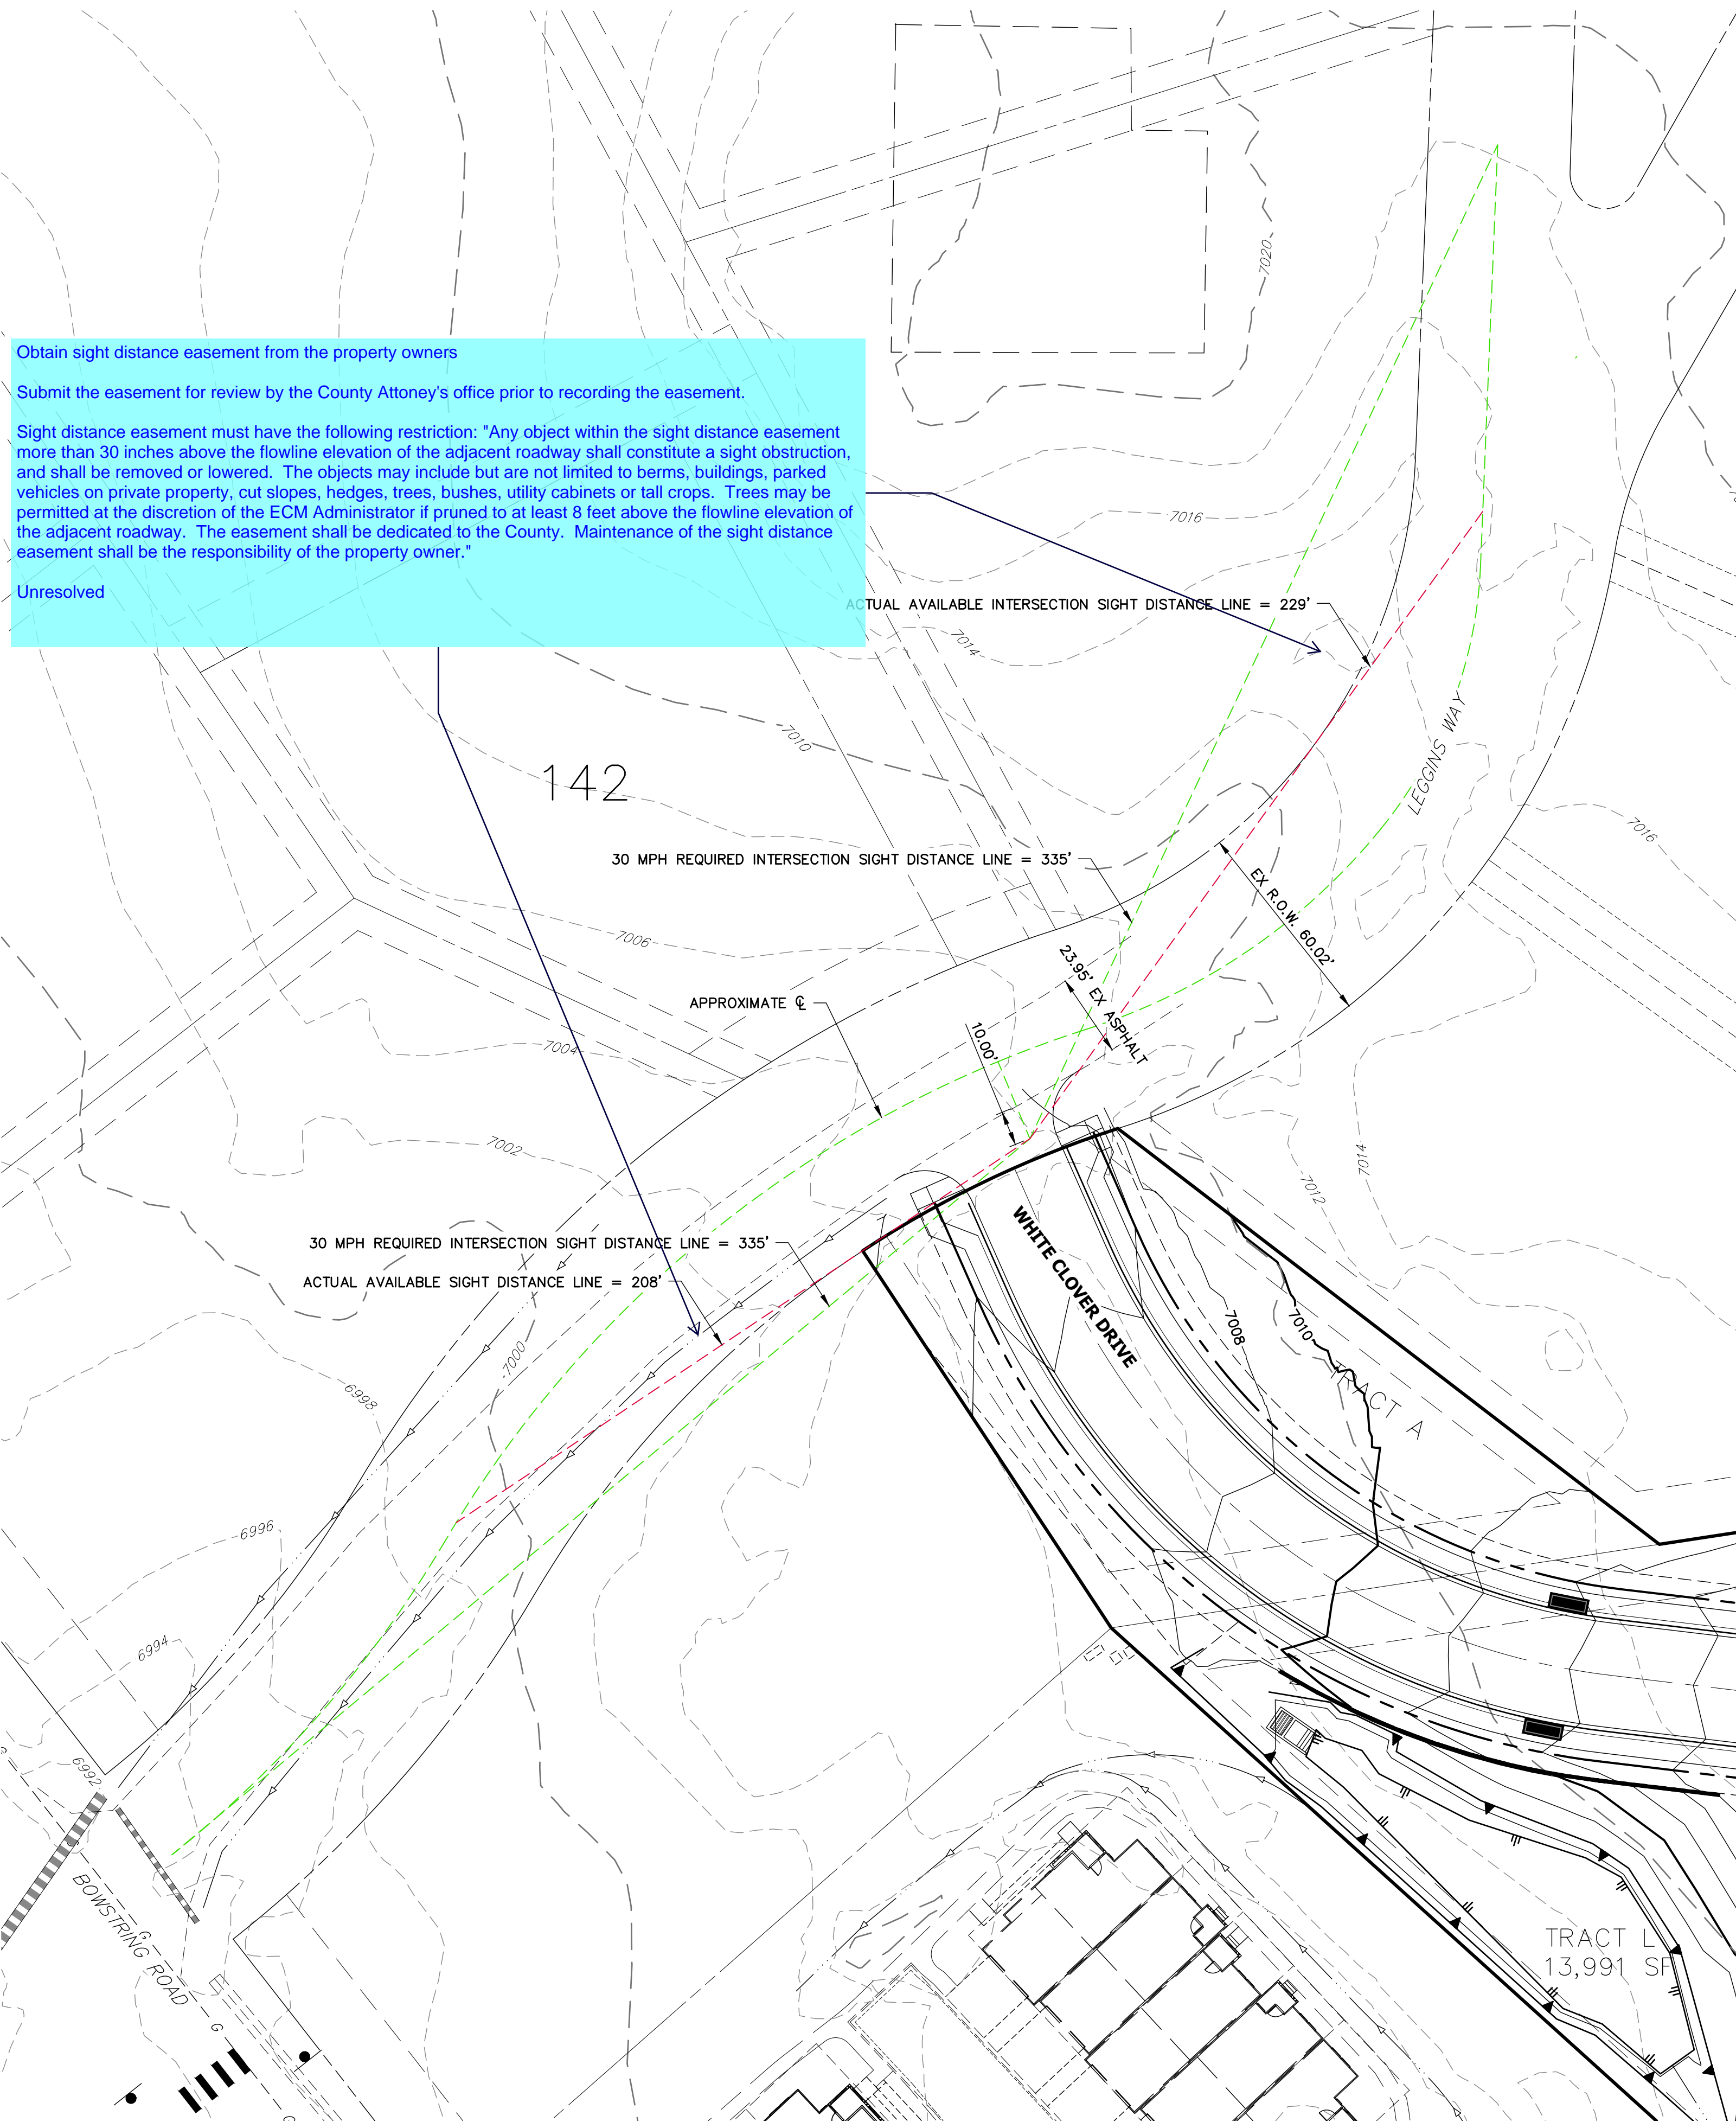 7020
Obtain sight distance easement from the property owners
Submit the easement for review by the County Attoney's office prior to recording the easement.
Sight distance easement must have the following restriction: "Any object within the sight distance easement
more than 30 inches above the flowline elevation of the adjacent roadway shall constitute a sight obstruction,
and shall be removed or lowered.  The objects may include but are not limited to berms, buildings, parked
vehicles on private property, cut slopes, hedges, trees, bushes, utility cabinets or tall crops.  Trees may be
permitted at the discretion of the ECM Administrator if pruned to at least 8 feet above the flowline elevation of
the adjacent roadway.  The easement shall be dedicated to the County.  Maintenance of the sight distance
easement shall be the responsibility of the property owner."
Unresolved
7016
ACTUAL AVAILABLE INTERSECTION SIGHT DISTANCE LINE = 229'
7014
7010
LEGGINS WAY
142
7016
30 MPH REQUIRED INTERSECTION SIGHT DISTANCE LINE = 335'
EX R.O.W. 60.02'
7006
23.95' EX ASPHALT
APPROXIMATE ℄
10.00'
7004
7002
7014
7012
WHITE CLOVER DRIVE
30 MPH REQUIRED INTERSECTION SIGHT DISTANCE LINE = 335'
ACTUAL AVAILABLE SIGHT DISTANCE LINE = 208'
7008
7010
7000
6998
TRACT A
6996
6994
6992
BOWSTRING ROAD
G
G
G
TRACT L
13,991 SF